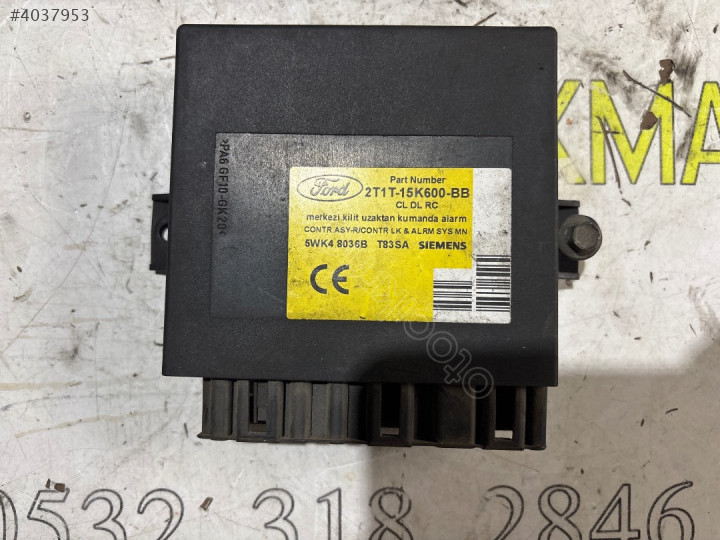 #4037953
KMA
>PA6 GF10-GK20<
Ford
Part Number
2T1T-15K600-BB
CL DL RC
merkezi kilit uzaktan kumanda alarm
CONTR ASY-R/CONTR LK & ALRM SYS MN
5WK4 8036B T83SA SIEMENS
CE
0532 318 2846